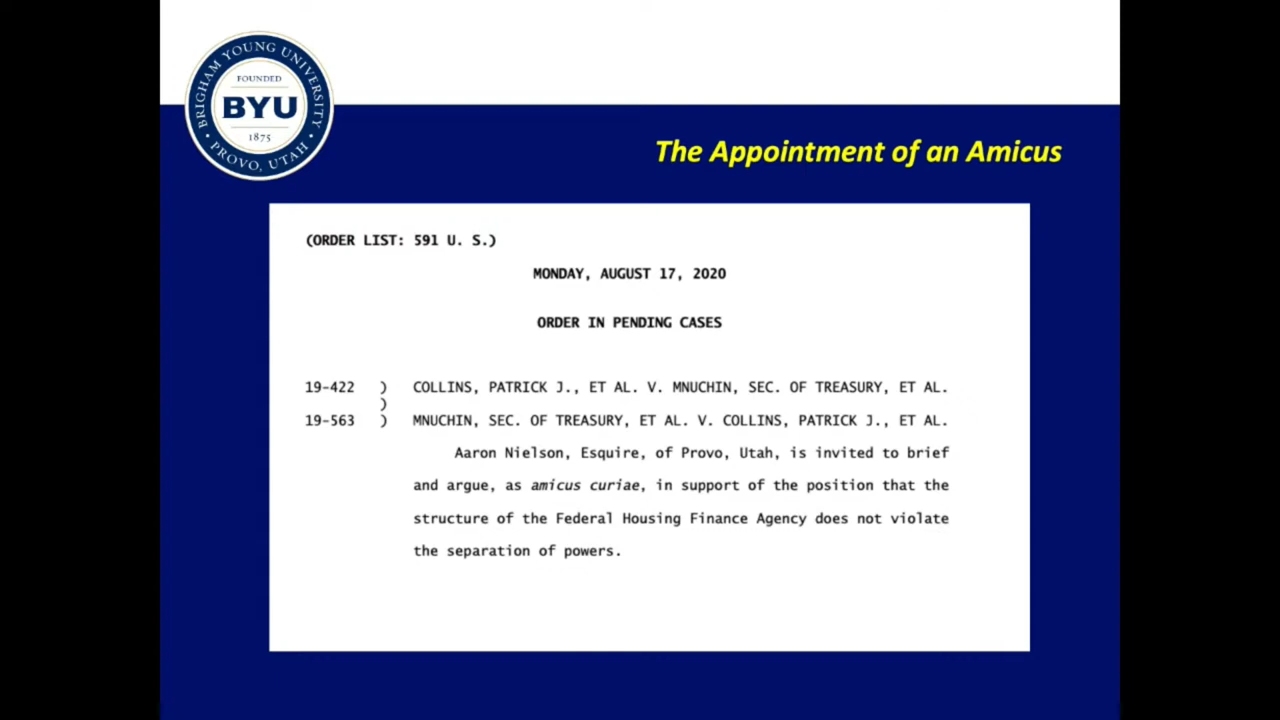 BRIGHAM YOUNG UNIVERSITY
FOUNDED
BYU
1875
• PROVO, UTAH •
The Appointment of an Amicus
(ORDER LIST: 591 U. S.)
MONDAY, AUGUST 17, 2020
ORDER IN PENDING CASES
19-422 ) COLLINS, PATRICK J., ET AL. V. MNUCHIN, SEC. OF TREASURY, ET AL.
)
19-563 ) MNUCHIN, SEC. OF TREASURY, ET AL. V. COLLINS, PATRICK J., ET AL.
Aaron Nielson, Esquire, of Provo, Utah, is invited to brief
and argue, as amicus curiae, in support of the position that the
structure of the Federal Housing Finance Agency does not violate
the separation of powers.